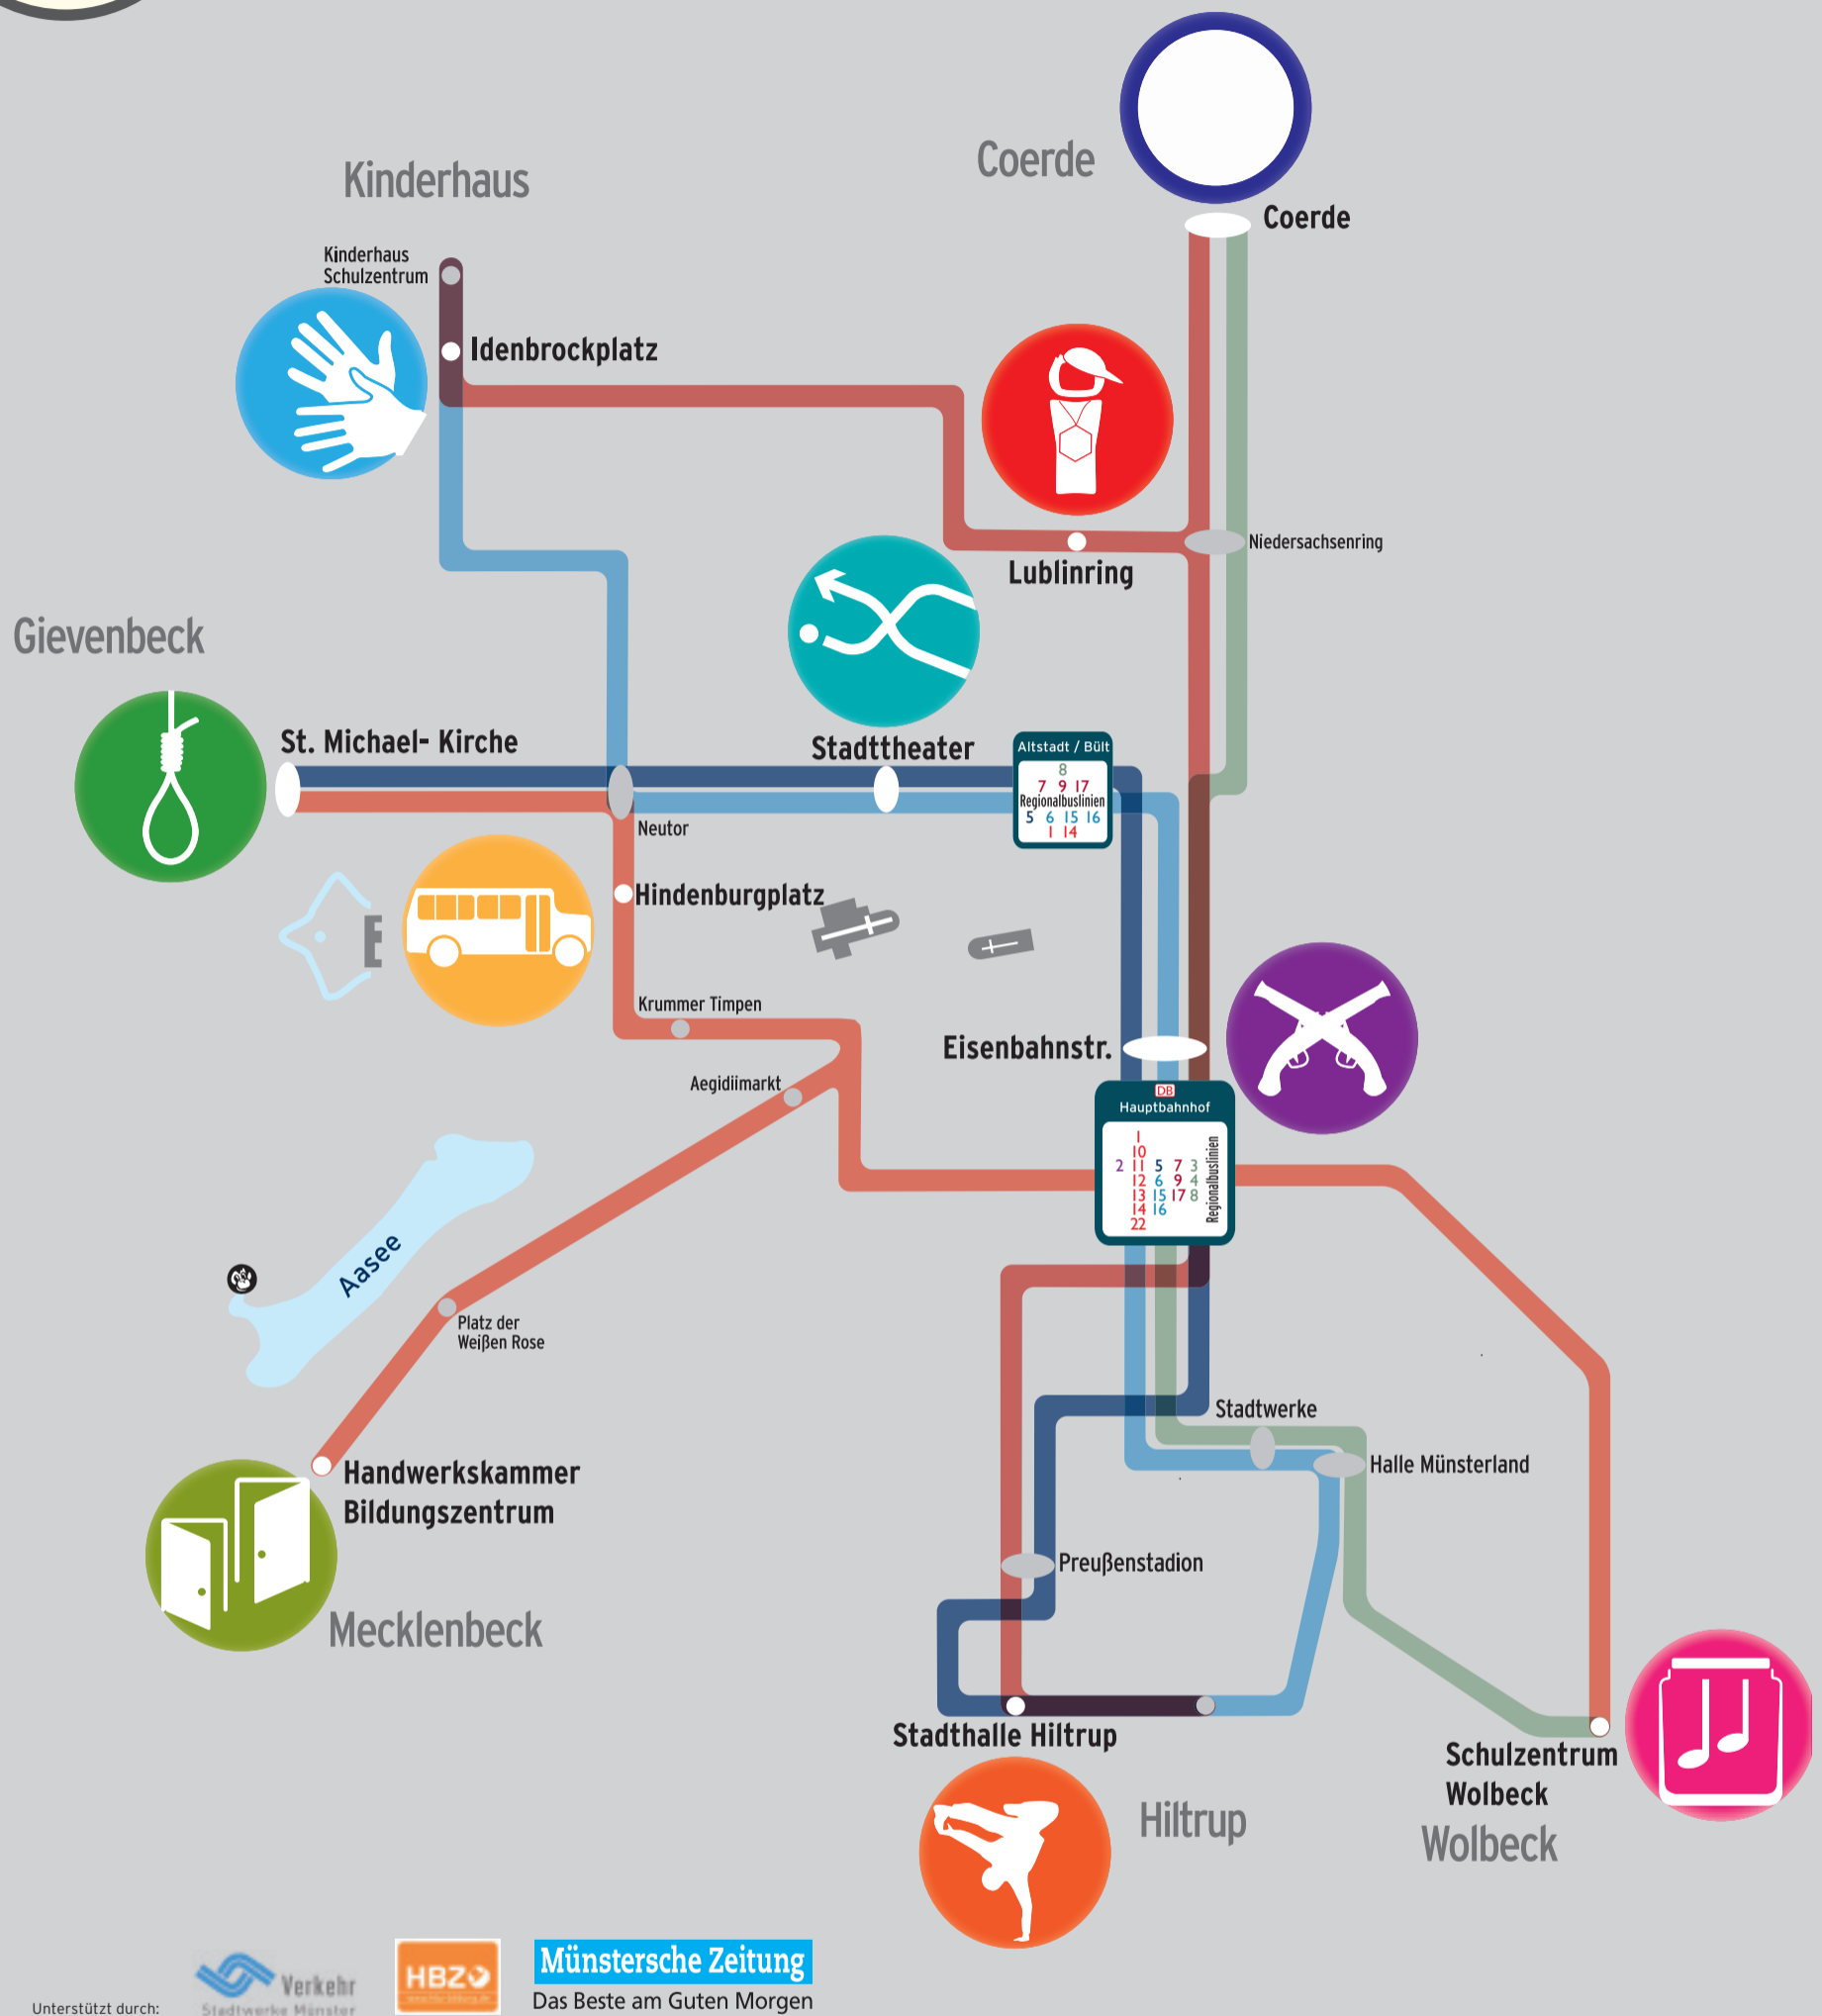 Coerde
Kinderhaus
Coerde
Kinderhaus
Schulzentrum
Idenbrockplatz
Niedersachsenring
Lublinring
Gievenbeck
St. Michael- Kirche
Stadttheater
Altstadt / Bült
8
7 9 17
Regionalbuslinien
5 6 15 16
1 14
Neutor
Hindenburgplatz
E
Krummer Timpen
Eisenbahnstr.
Aegidiimarkt
DB
Hauptbahnhof
1
10
2 11 5 7 3
12 6 9 4
13 15 17 8
14 16
22
Regionalbuslinien
Aasee
Platz der
Weißen Rose
Stadtwerke
Halle Münsterland
Handwerkskammer
Bildungszentrum
Preußenstadion
Mecklenbeck
Stadthalle Hiltrup
Schulzentrum
Wolbeck
Hiltrup
Wolbeck
Unterstützt durch:
Verkehr
Stadtwerke Münster
HBZ
Münstersche Zeitung
Das Beste am Guten Morgen